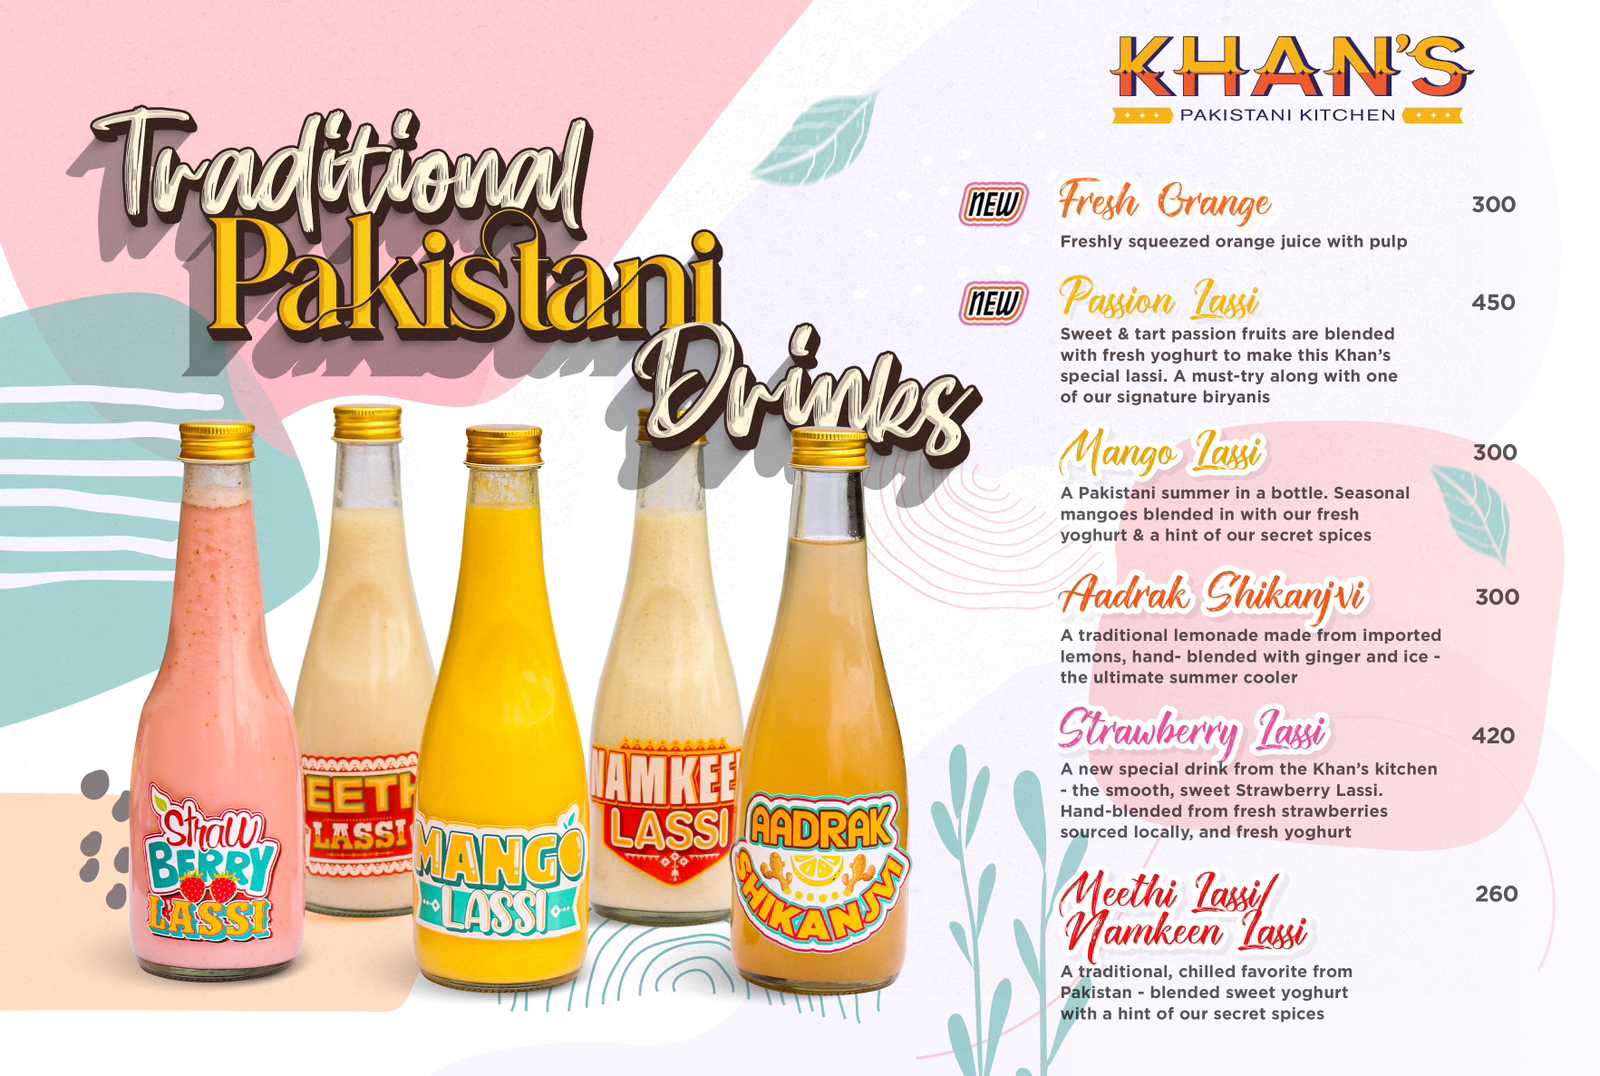 Traditional
Pakistani
Drinks
KHAN'S
PAKISTANI KITCHEN
NEW
Fresh Orange 300
Freshly squeezed orange juice with pulp
NEW
Passion Lassi 450
Sweet & tart passion fruits are blended
with fresh yoghurt to make this Khan's
special lassi. A must-try along with one
of our signature biryanis
Mango Lassi 300
A Pakistani summer in a bottle. Seasonal
mangoes blended in with our fresh
yoghurt & a hint of our secret spices
Aadrak Shikanjvi 300
A traditional lemonade made from imported
lemons, hand- blended with ginger and ice -
the ultimate summer cooler
Strawberry Lassi 420
A new special drink from the Khan's kitchen
- the smooth, sweet Strawberry Lassi.
Hand-blended from fresh strawberries
sourced locally, and fresh yoghurt
Meethi Lassi/ 260
Namkeen Lassi
A traditional, chilled favorite from
Pakistan - blended sweet yoghurt
with a hint of our secret spices
Straw
BERRY
LASSI
EETH
LASSI
MANGO
LASSI
NAMKEE
LASSI
AADRAK
SHIKANJVI